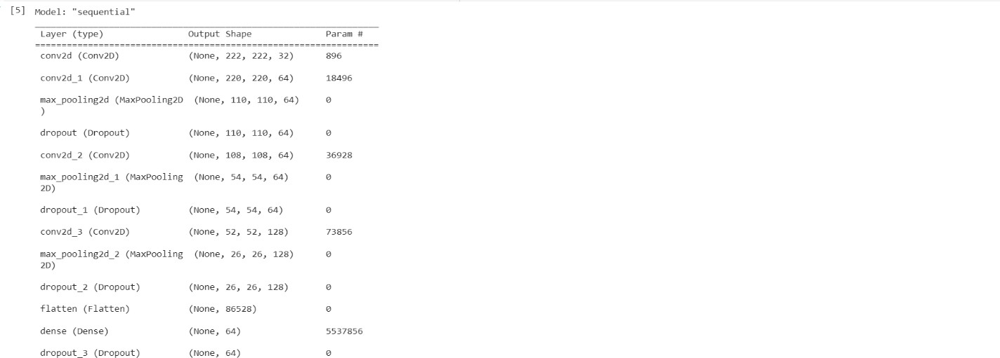 [5] Model: "sequential"
Layer (type) Output Shape Param #
conv2d (Conv2D) (None, 222, 222, 32) 896
conv2d_1 (Conv2D) (None, 220, 220, 64) 18496
max_pooling2d (MaxPooling2D (None, 110, 110, 64) 0
)
dropout (Dropout) (None, 110, 110, 64) 0
conv2d_2 (Conv2D) (None, 108, 108, 64) 36928
max_pooling2d_1 (MaxPooling (None, 54, 54, 64) 0
2D)
dropout_1 (Dropout) (None, 54, 54, 64) 0
conv2d_3 (Conv2D) (None, 52, 52, 128) 73856
max_pooling2d_2 (MaxPooling (None, 26, 26, 128) 0
2D)
dropout_2 (Dropout) (None, 26, 26, 128) 0
flatten (Flatten) (None, 86528) 0
dense (Dense) (None, 64) 5537856
dropout_3 (Dropout) (None, 64) 0